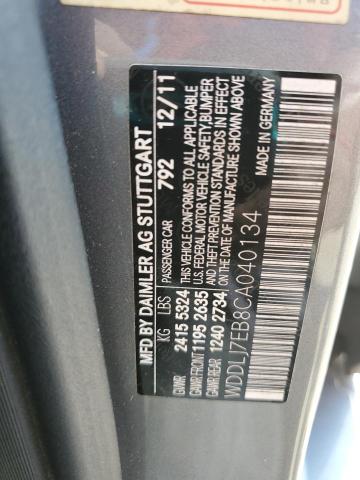 MFD BY DAIMLER AG STUTTGART
792 12/11
KG LBS PASSENGER CAR
GVWR 2415 5324 THIS VEHICLE CONFORMS TO ALL APPLICABLE
GAWR FRONT 1195 2635 U.S. FEDERAL MOTOR VEHICLE SAFETY, BUMPER
GAWR REAR 1240 2734 AND THEFT PREVENTION STANDARDS IN EFFECT
ON THE DATE OF MANUFACTURE SHOWN ABOVE
WDDLJ7EB8CA040134 MADE IN GERMANY